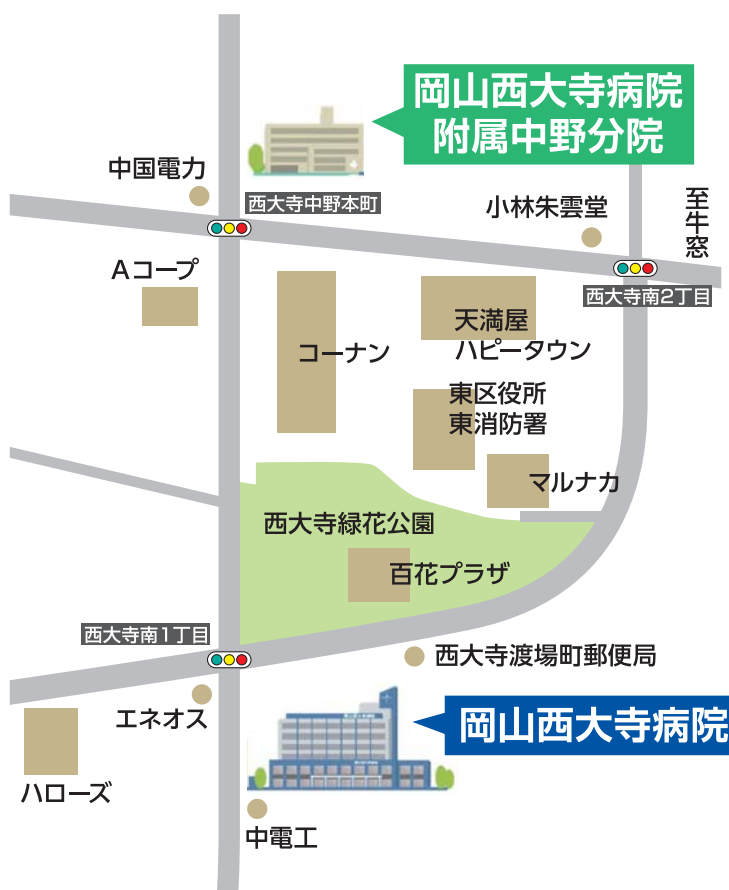 岡山西大寺病院
附属中野分院
中国電力
西大寺中野本町
小林朱雲堂
至牛窓
Aコープ
西大寺南2丁目
天満屋
ハピータウン
コーナン
東区役所
東消防署
マルナカ
西大寺緑花公園
百花プラザ
西大寺南1丁目
西大寺渡場町郵便局
エネオス
岡山西大寺病院
ハローズ
中電工